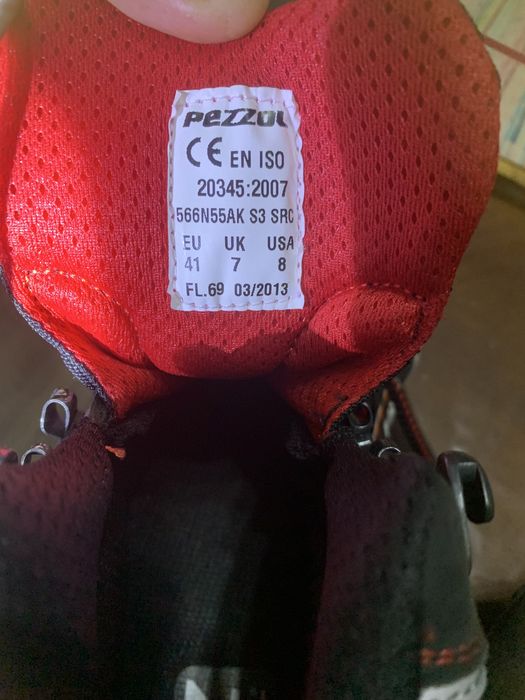 PEZZOL
CE EN ISO
20345:2007
566N55AK S3 SRC
EU UK USA
41 7 8
FL.69 03/2013